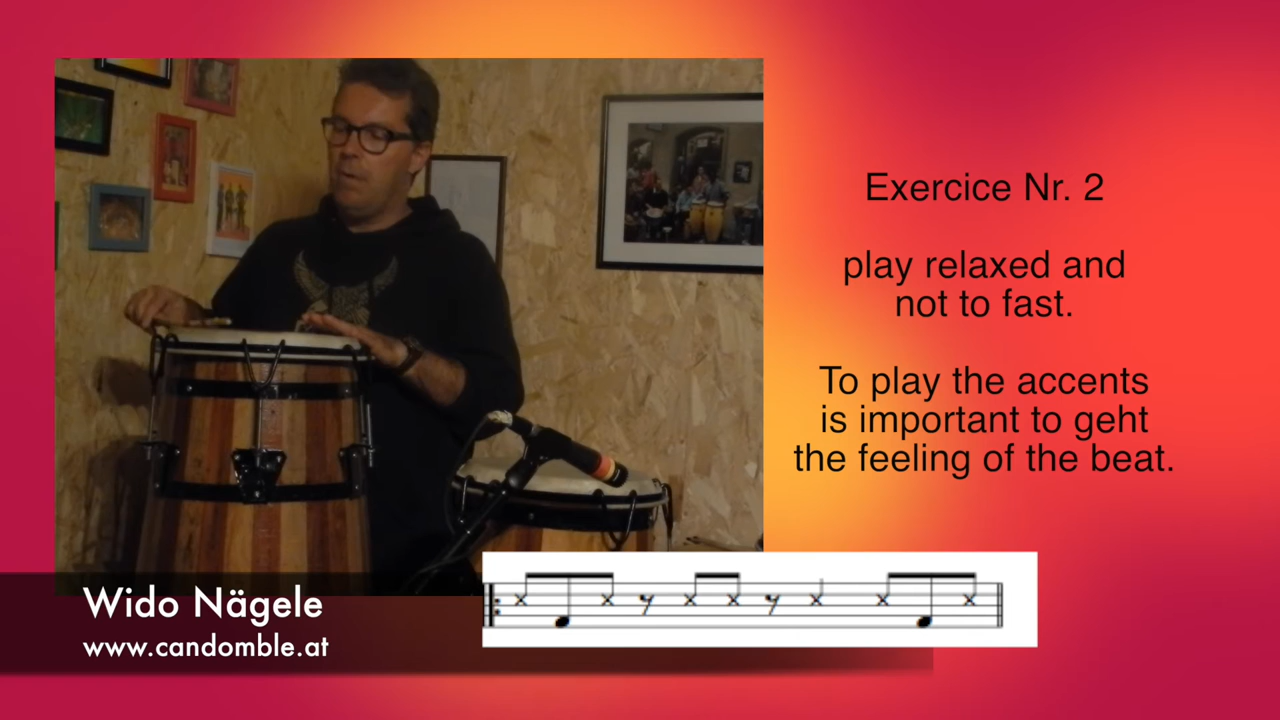 Exercice Nr. 2
play relaxed and
not to fast.
To play the accents
is important to geht
the feeling of the beat.
Wido Nägele
www.candomble.at